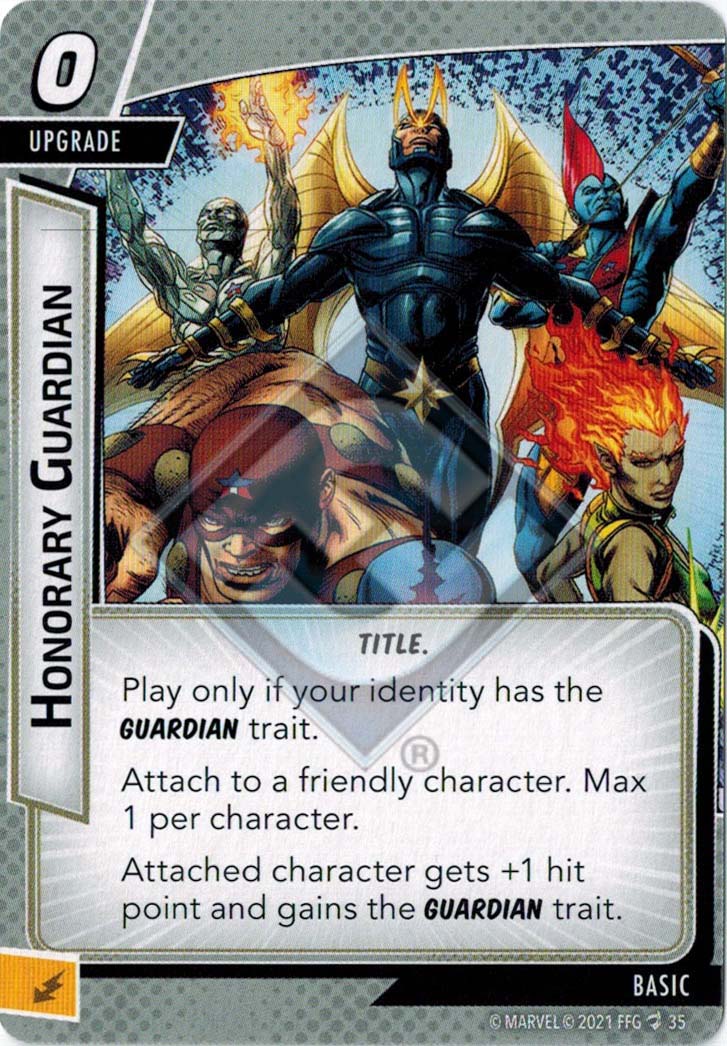 0
UPGRADE
HONORARY GUARDIAN
TITLE.
Play only if your identity has the
GUARDIAN trait.
Attach to a friendly character. Max
1 per character.
Attached character gets +1 hit
point and gains the GUARDIAN trait.
®
BASIC
© MARVEL © 2021 FFG 35